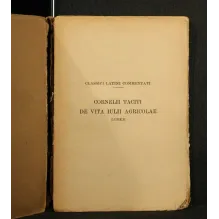 CLASSICI LATINI COMMENTATI
CORNELII TACITI
DE VITA IULII AGRICOLAE
LIBER